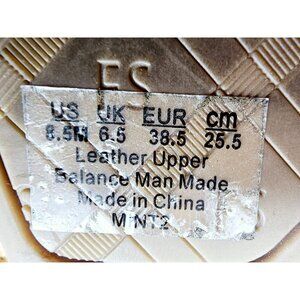 ES
US UK EUR cm
8.5M 6.5 38.5 25.5
Leather Upper
Balance Man Made
Made in China
MINT2